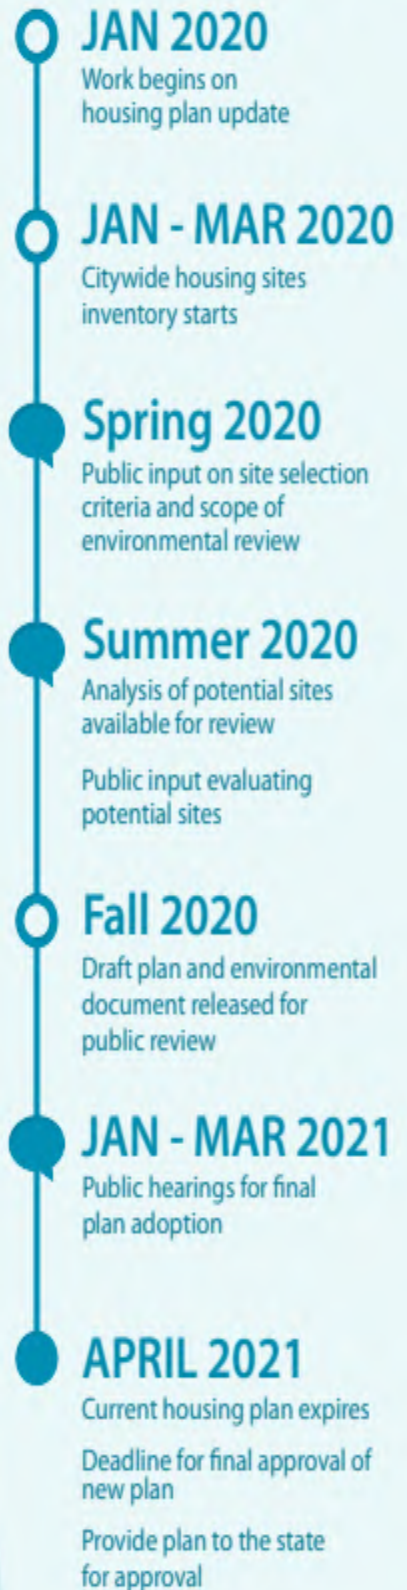 JAN 2020
Work begins on
housing plan update
JAN - MAR 2020
Citywide housing sites
inventory starts
Spring 2020
Public input on site selection
criteria and scope of
environmental review
Summer 2020
Analysis of potential sites
available for review
Public input evaluating
potential sites
Fall 2020
Draft plan and environmental
document released for
public review
JAN - MAR 2021
Public hearings for final
plan adoption
APRIL 2021
Current housing plan expires
Deadline for final approval of
new plan
Provide plan to the state
for approval